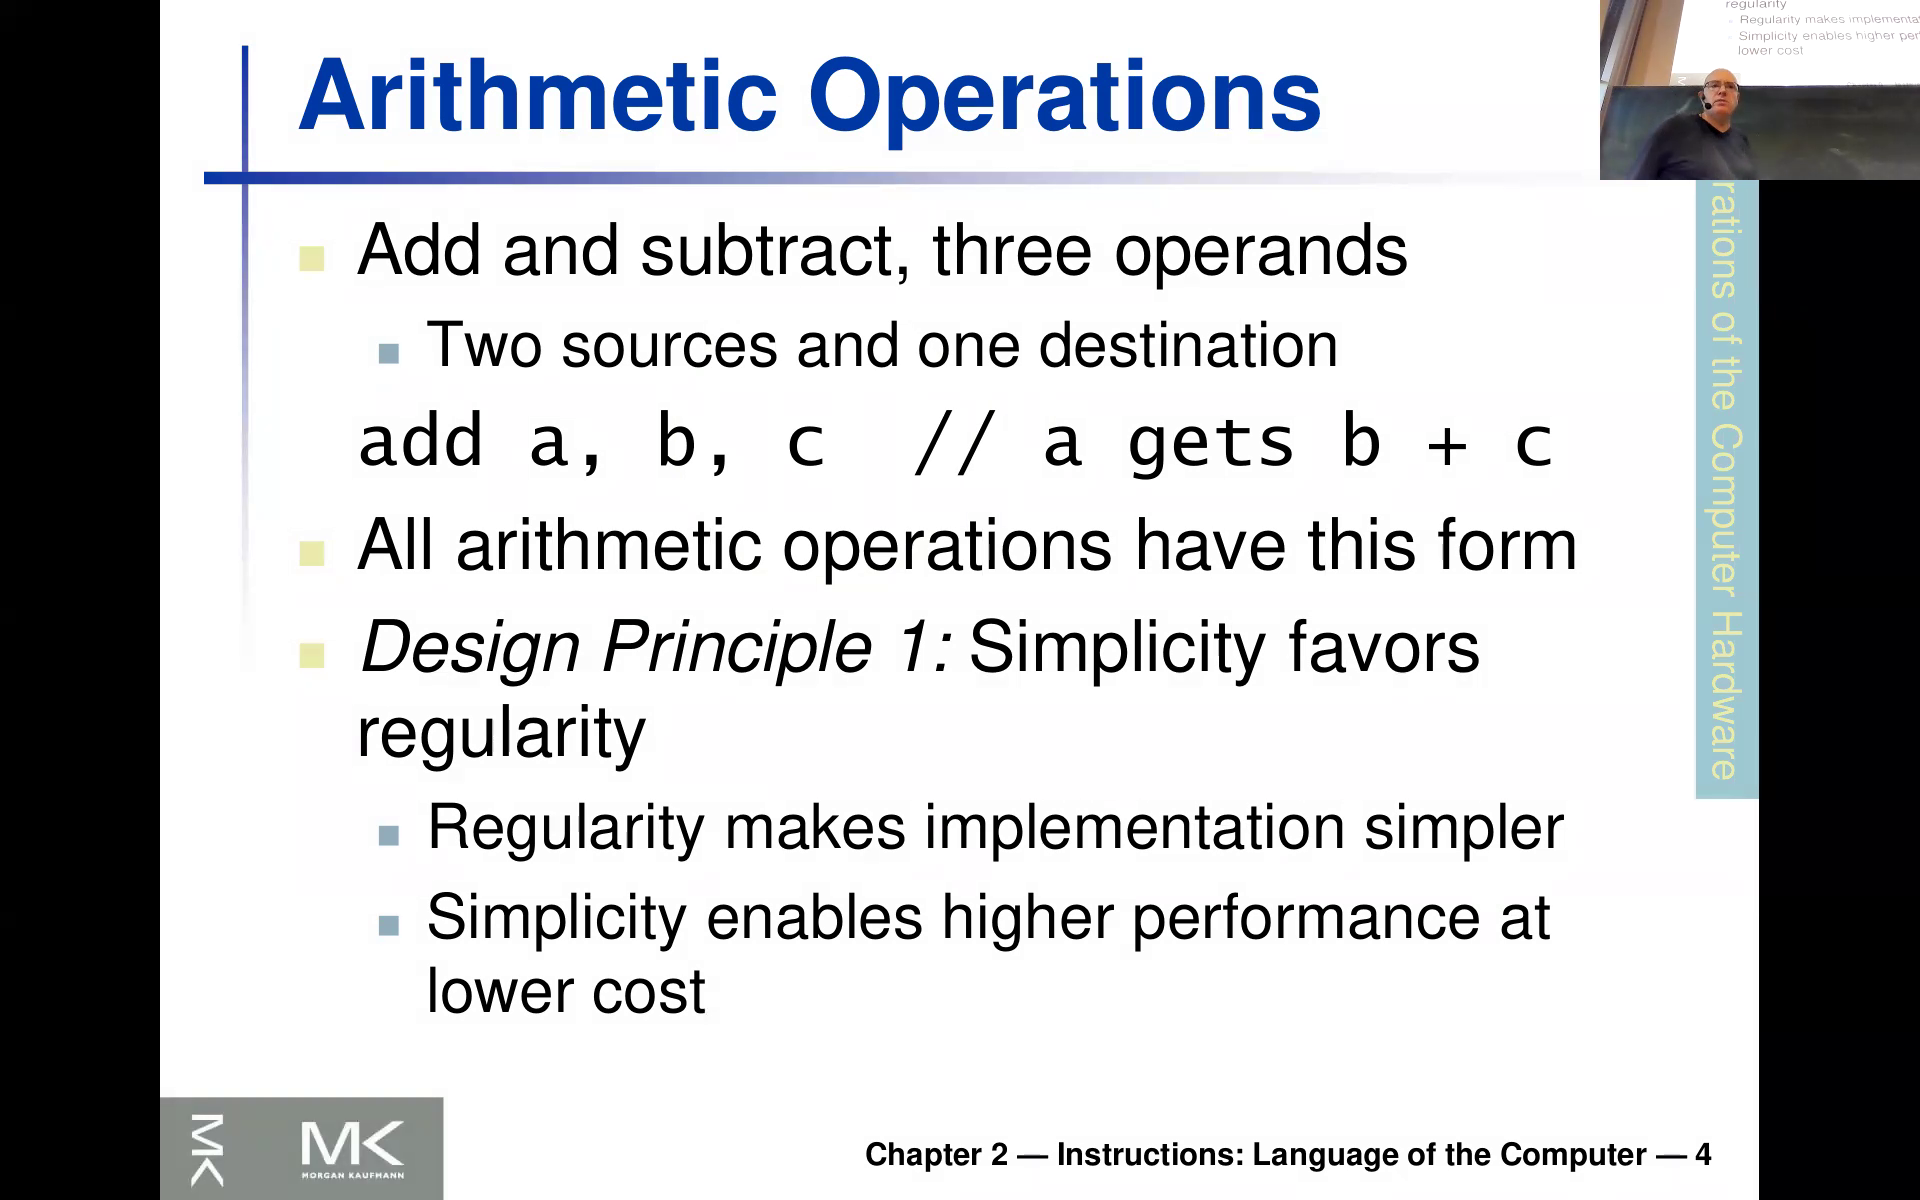 Arithmetic Operations
Add and subtract, three operands
Two sources and one destination
add a, b, c  // a gets b + c
All arithmetic operations have this form
Design Principle 1: Simplicity favors
regularity
Regularity makes implementation simpler
Simplicity enables higher performance at
lower cost
rations of the Computer Hardware
regularity
Regularity makes implementa
Simplicity enables higher per
lower cost
MK
MK
MORGAN KAUFMANN
Chapter 2 — Instructions: Language of the Computer — 4